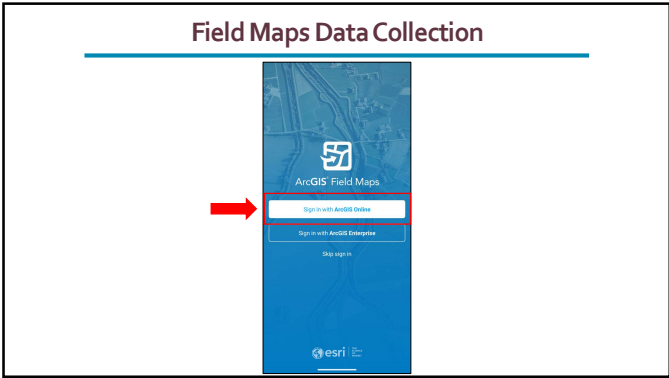 Field Maps Data Collection
ArcGIS Field Maps
Sign in with ArcGIS Online
Sign in with ArcGIS Enterprise
Skip sign in
esri